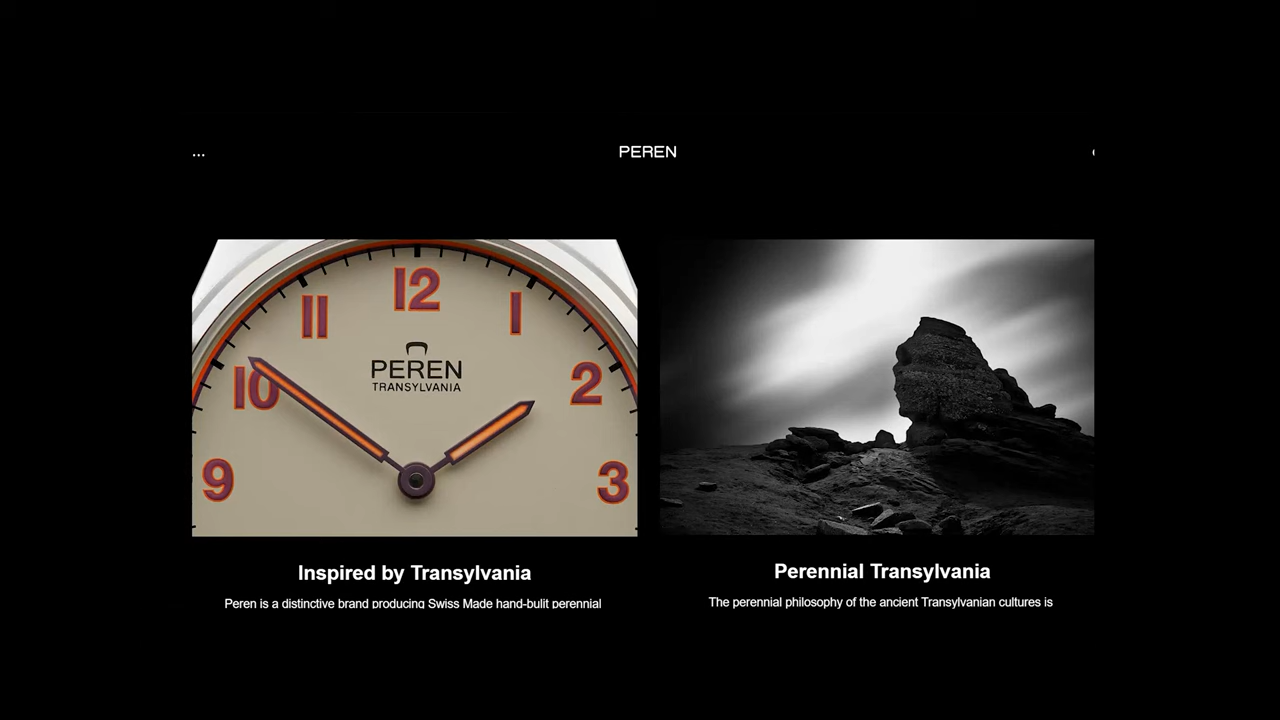 ...
PEREN
12
11
1
10
2
9
3
PEREN
TRANSYLVANIA
Inspired by Transylvania
Perennial Transylvania
Peren is a distinctive brand producing Swiss Made hand-bulit perennial
The perennial philosophy of the ancient Transylvanian cultures is